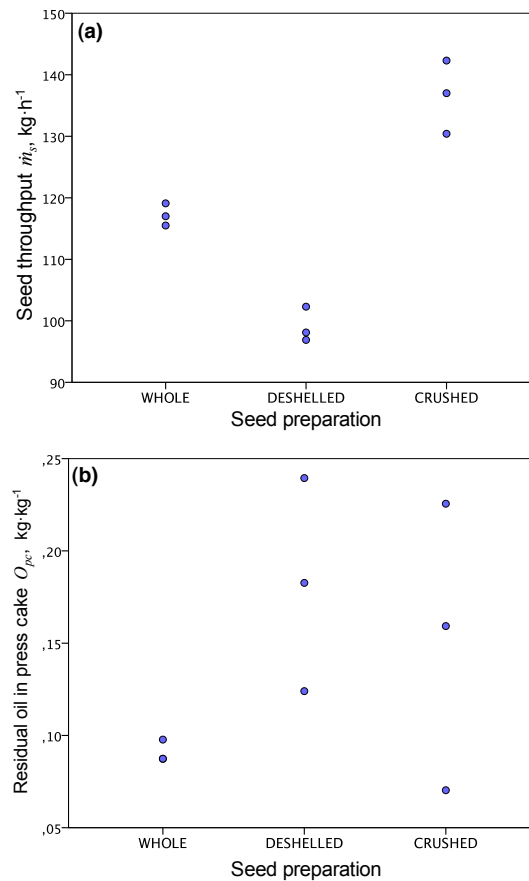 (a)
Seed throughput ṁₛ, kg·h⁻¹
150
140
130
120
110
100
90
WHOLE DESHELLED CRUSHED
Seed preparation
(b)
Residual oil in press cake Oₚ꜀, kg·kg⁻¹
,25
,20
,15
,10
,05
WHOLE DESHELLED CRUSHED
Seed preparation